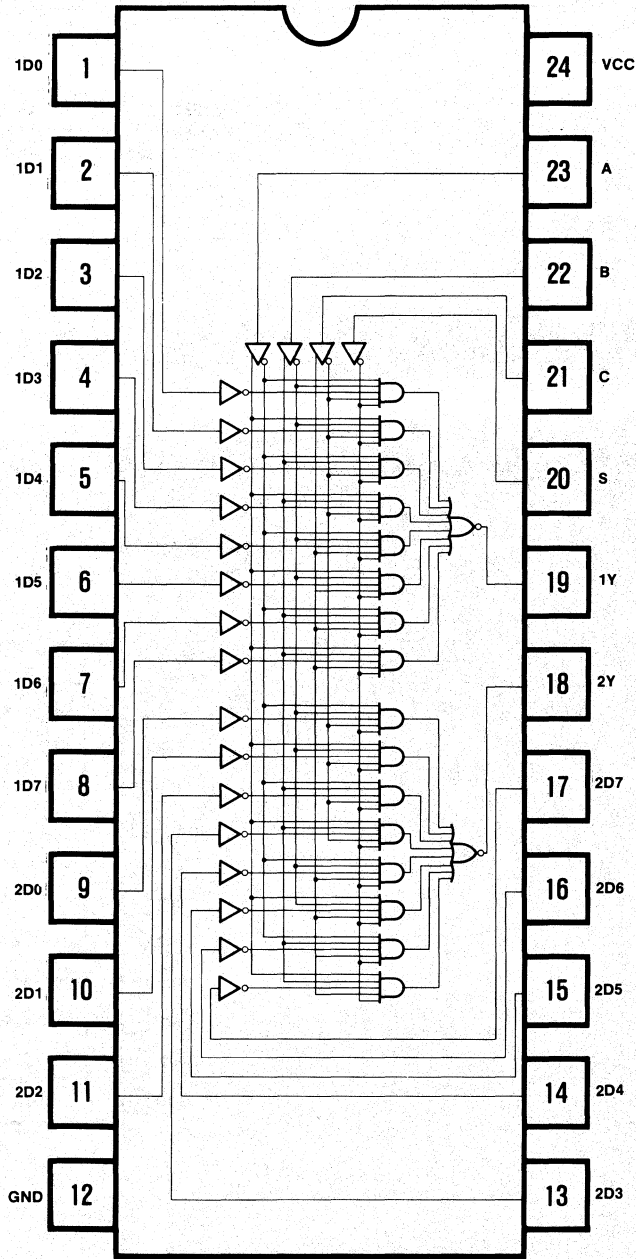 1D0 1 24 VCC
1D1 2 23 A
1D2 3 22 B
1D3 4 21 C
1D4 5 20 S
1D5 6 19 1Y
1D6 7 18 2Y
1D7 8 17 2D7
2D0 9 16 2D6
2D1 10 15 2D5
2D2 11 14 2D4
GND 12 13 2D3